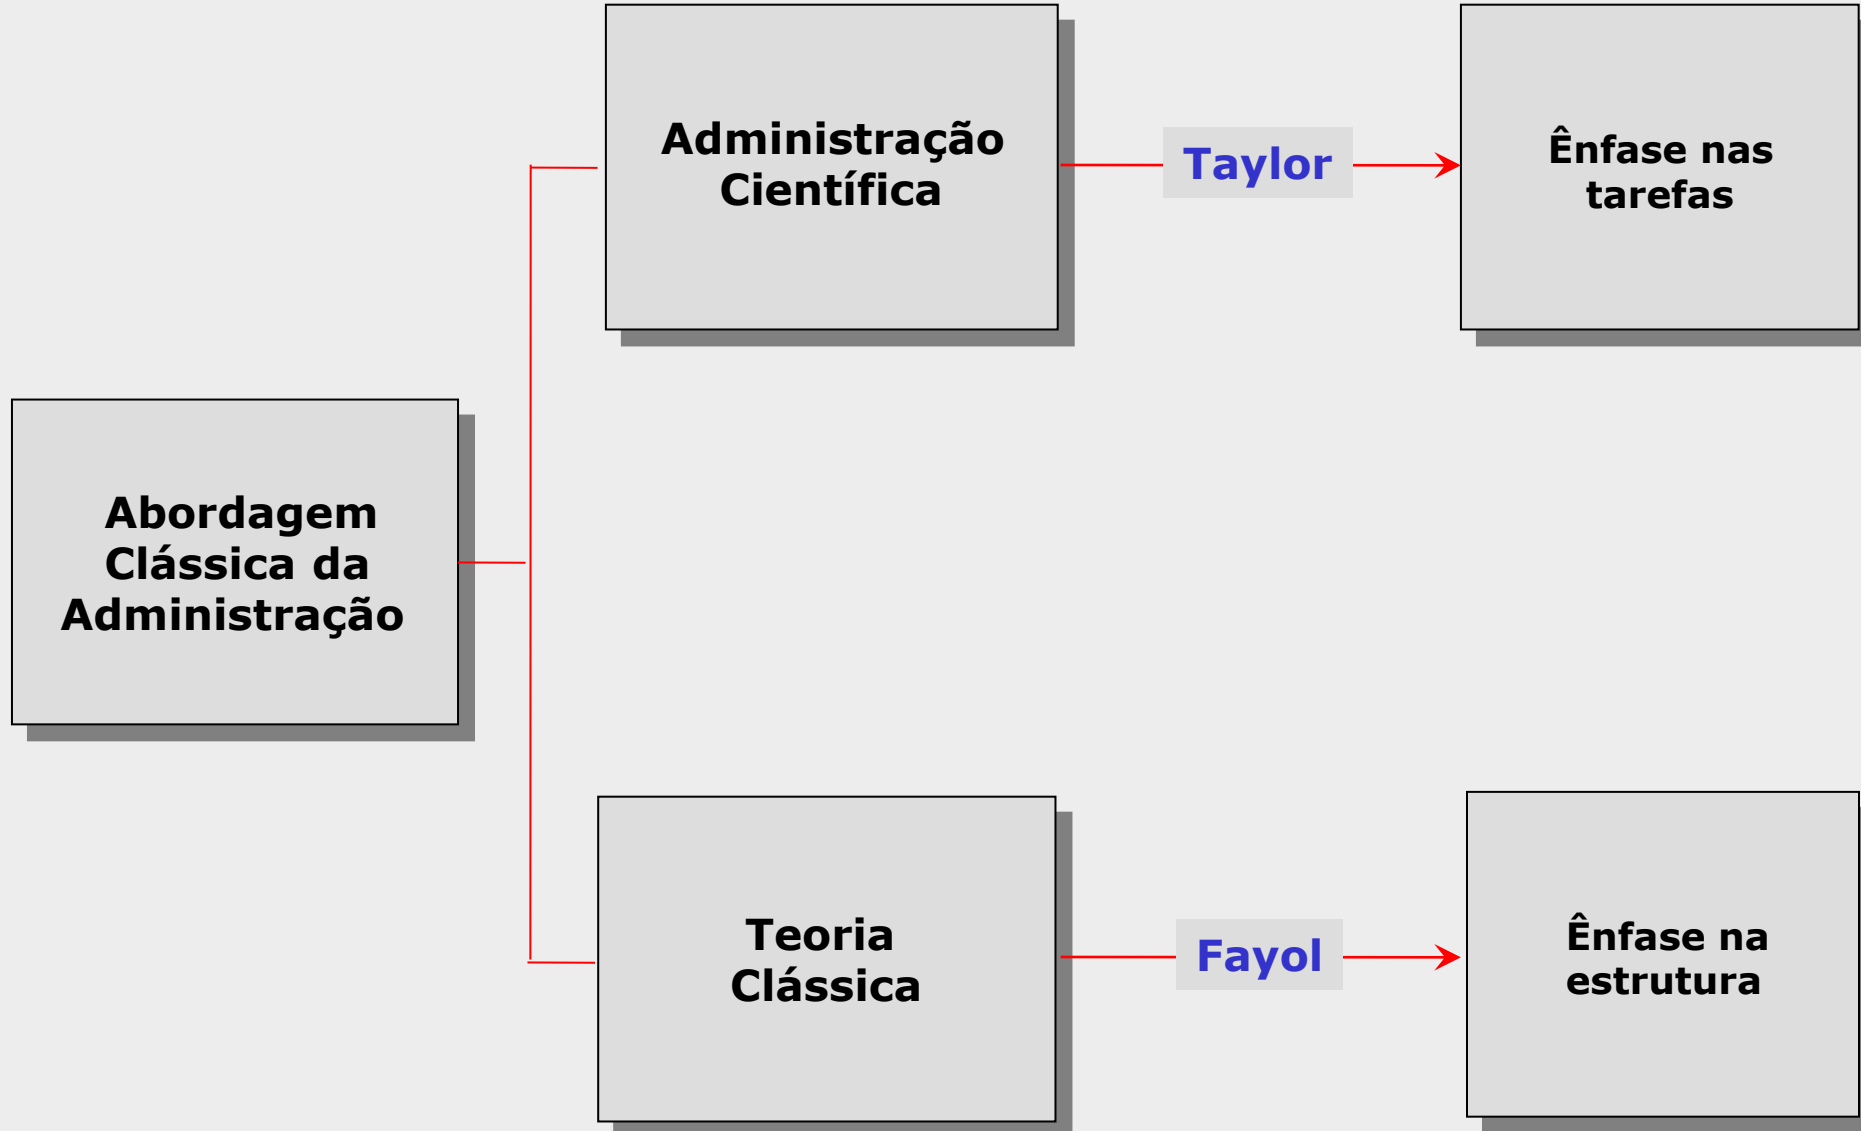 Administração
Científica
Taylor
Ênfase nas
tarefas
Abordagem
Clássica da
Administração
Teoria
Clássica
Fayol
Ênfase na
estrutura